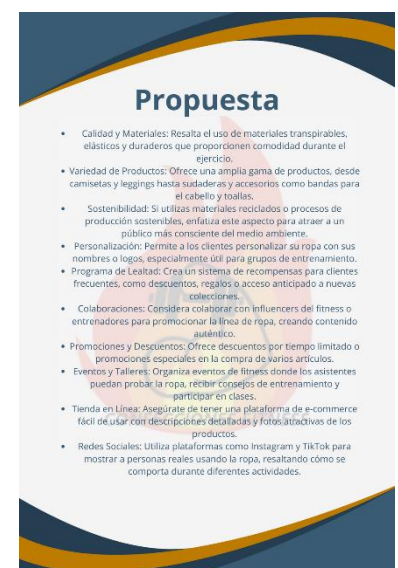 Propuesta
• Calidad y Materiales: Resalta el uso de materiales transpirables,
elásticos y duraderos que proporcionen comodidad durante el
ejercicio.
• Variedad de Productos: Ofrece una amplia gama de productos, desde
camisetas y leggings hasta sudaderas y accesorios como bandas para
el cabello y toallas.
• Sostenibilidad: Si utilizas materiales reciclados o procesos de
producción sostenibles, enfatiza este aspecto para atraer a un
público más consciente del medio ambiente.
• Personalización: Permite a los clientes personalizar su ropa con sus
nombres o logos, especialmente útil para grupos de entrenamiento.
• Programa de Lealtad: Crea un sistema de recompensas para clientes
frecuentes, como descuentos, regalos o acceso anticipado a nuevas
colecciones.
• Colaboraciones: Considera colaborar con influencers del fitness o
entrenadores para promocionar la línea de ropa, creando contenido
auténtico.
• Promociones y Descuentos: Ofrece descuentos por tiempo limitado o
promociones especiales en la compra de varios artículos.
• Eventos y Talleres: Organiza eventos de fitness donde los asistentes
puedan probar la ropa, recibir consejos de entrenamiento y
participar en clases.
• Tienda en Línea: Asegúrate de tener una plataforma de e-commerce
fácil de usar con descripciones detalladas y fotos atractivas de los
productos.
• Redes Sociales: Utiliza plataformas como Instagram y TikTok para
mostrar a personas reales usando la ropa, resaltando cómo se
comporta durante diferentes actividades.